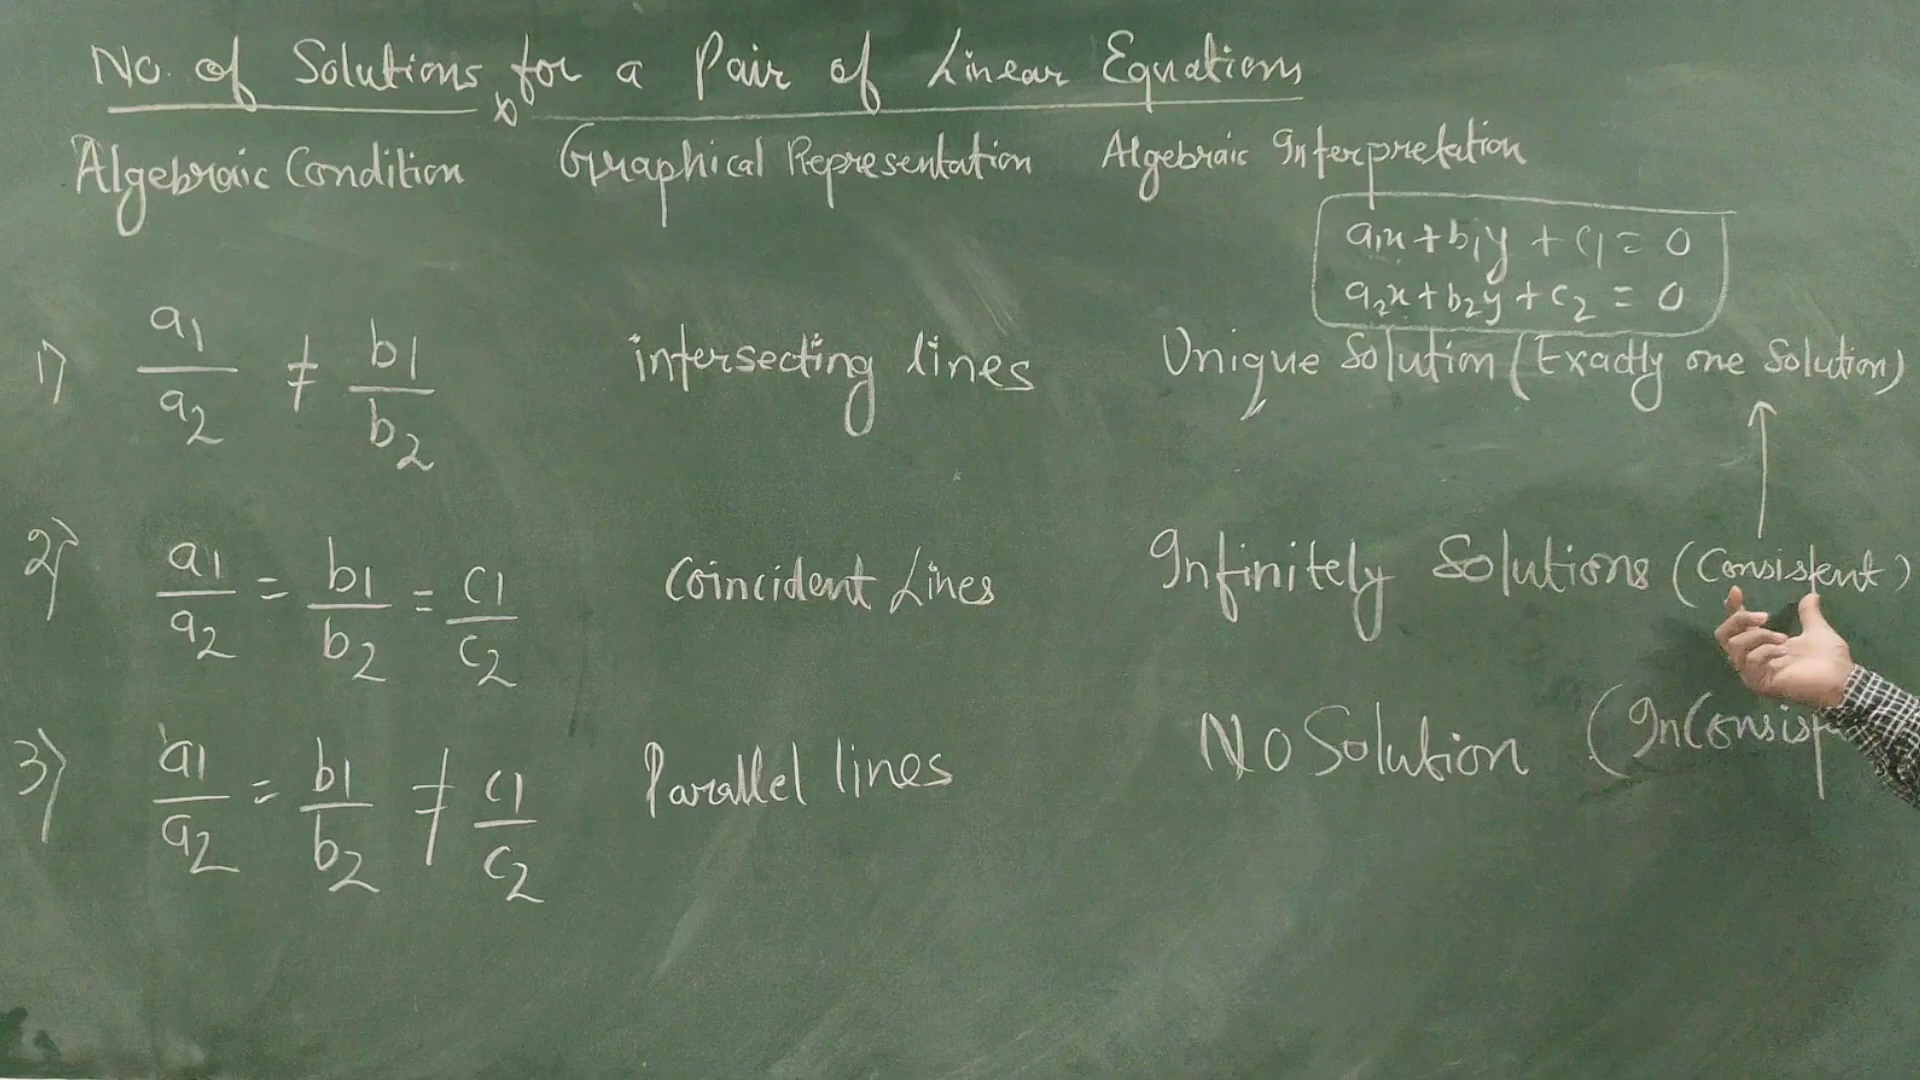 No. of Solutions for a Pair of Linear Equations
Algebraic Condition Graphical Representation Algebraic Interpretation
a1x + b1y + c1 = 0
a2x + b2y + c2 = 0
1) a1/a2 ≠ b1/b2 intersecting lines Unique Solution (Exactly one Solution)
2) a1/a2 = b1/b2 = c1/c2 Coincident Lines Infinitely Solutions (Consistent)
3) a1/a2 = b1/b2 ≠ c1/c2 Parallel lines No Solution